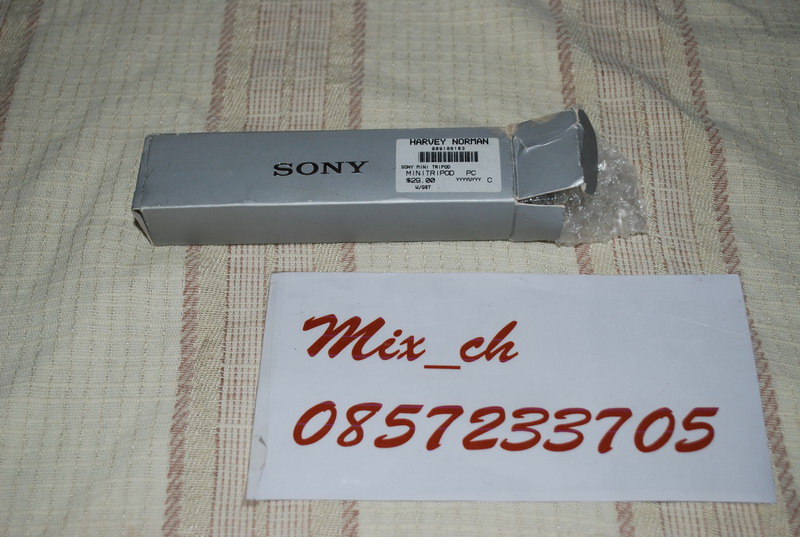 SONY
HARVEY NORMAN
SONY MINI TRIPOD
MINITRIPOD PC
$29.00 C
W/GST
Mix_ch
0857233705